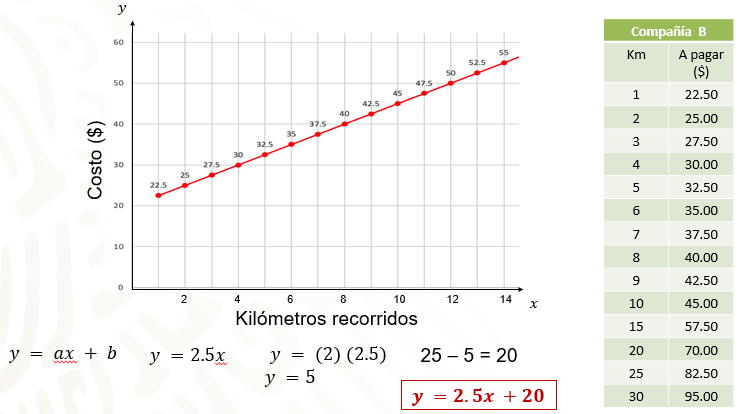 y
60
50
40
30
20
10
0
Costo ($)
22.5 25 27.5 30 32.5 35 37.5 40 42.5 45 47.5 50 52.5 55
2 4 6 8 10 12 14 x
Kilómetros recorridos
y = ax + b
y = 2.5x
y = (2) (2.5)
y = 5
25 – 5 = 20
y = 2.5x + 20
Compañía B
Km A pagar
($)
1 22.50
2 25.00
3 27.50
4 30.00
5 32.50
6 35.00
7 37.50
8 40.00
9 42.50
10 45.00
15 57.50
20 70.00
25 82.50
30 95.00